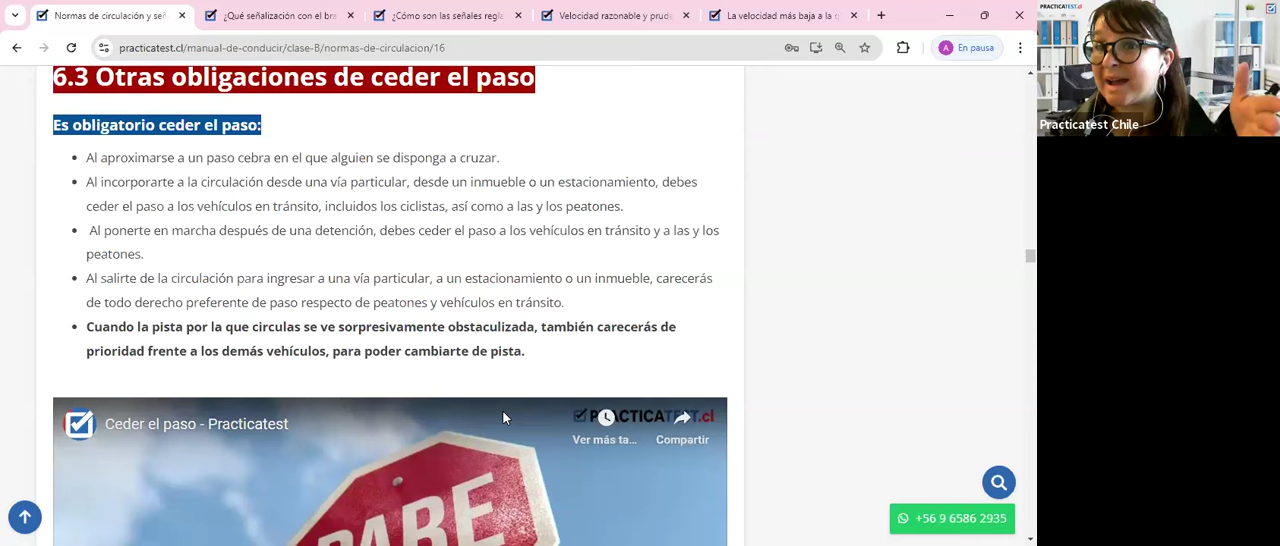 PRACTICATEST.cl
Normas de circulación y señ
¿Qué señalización con el bra
¿Cómo son las señales regla
Velocidad razonable y prude
La velocidad más baja a la q
practicatest.cl/manual-de-conducir/clase-B/normas-de-circulacion/16
A
En pausa
6.3 Otras obligaciones de ceder el paso
Practicatest Chile
Es obligatorio ceder el paso:
Al aproximarse a un paso cebra en el que alguien se disponga a cruzar.
Al incorporarte a la circulación desde una vía particular, desde un inmueble o un estacionamiento, debes
ceder el paso a los vehículos en tránsito, incluidos los ciclistas, así como a las y los peatones.
Al ponerte en marcha después de una detención, debes ceder el paso a los vehículos en tránsito y a las y los
peatones.
Al salirte de la circulación para ingresar a una vía particular, a un estacionamiento o un inmueble, carecerás
de todo derecho preferente de paso respecto de peatones y vehículos en tránsito.
Cuando la pista por la que circulas se ve sorpresivamente obstaculizada, también carecerás de
prioridad frente a los demás vehículos, para poder cambiarte de pista.
PRACTICATEST.cl
Ceder el paso - Practicatest
Ver más ta...
Compartir
PARE
+56 9 6586 2935